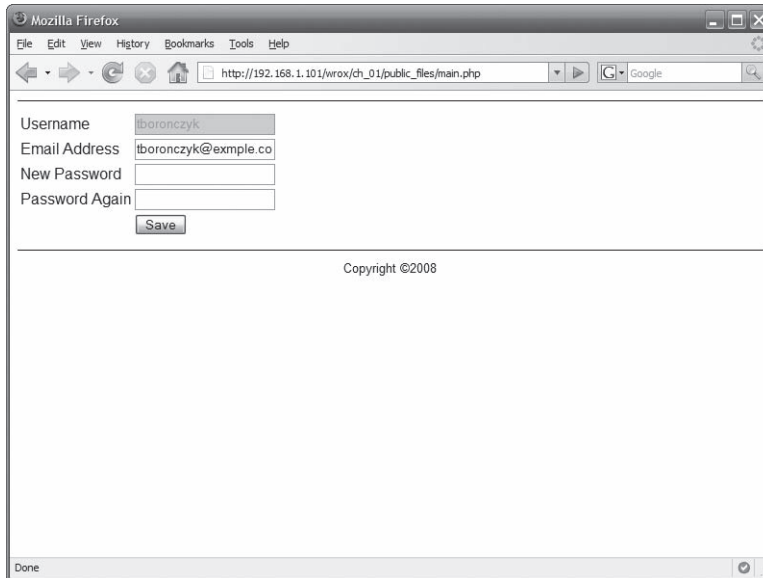 Mozilla Firefox
File Edit View History Bookmarks Tools Help
http://192.168.1.101/wrox/ch_01/public_files/main.php
G Google
Username tboronczyk
Email Address tboronczyk@exmple.co
New Password
Password Again
Save
Copyright ©2008
Done